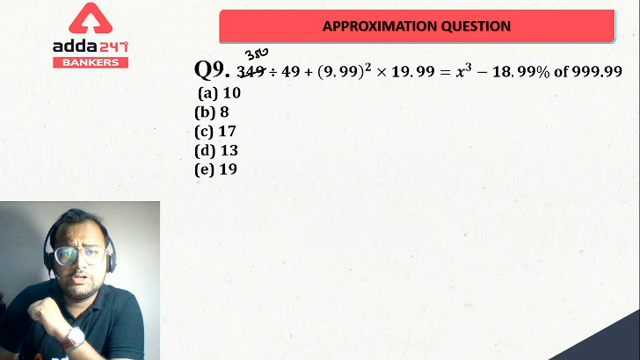 adda247
BANKERS
APPROXIMATION QUESTION
350
Q9. 349 ÷ 49 + (9.99)² × 19.99 = x³ − 18.99% of 999.99
(a) 10
(b) 8
(c) 17
(d) 13
(e) 19